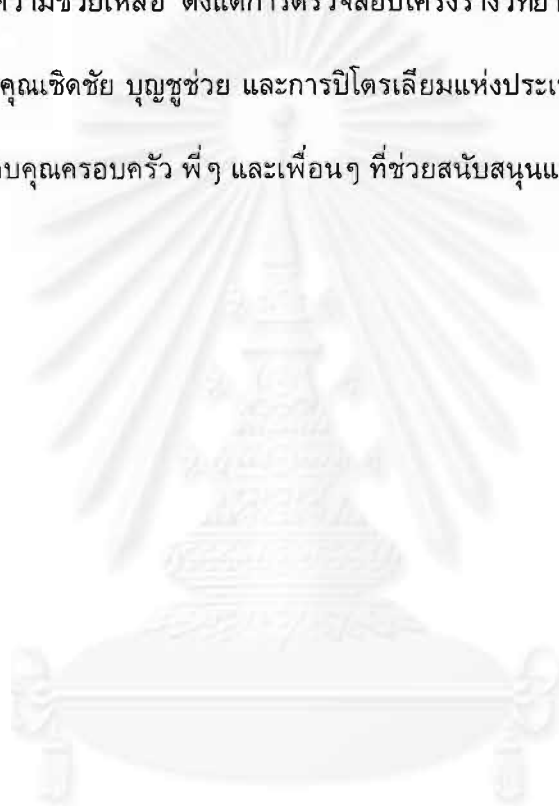 ความช่วยเหลือ ตั้งแต่การตรวจสอบโครงร่างวิทยา
คุณเชิดชัย บุญชูช่วย และการปิโตรเลียมแห่งประเ
บคุณครอบครัว พี่ๆ และเพื่อนๆ ที่ช่วยสนับสนุนแ